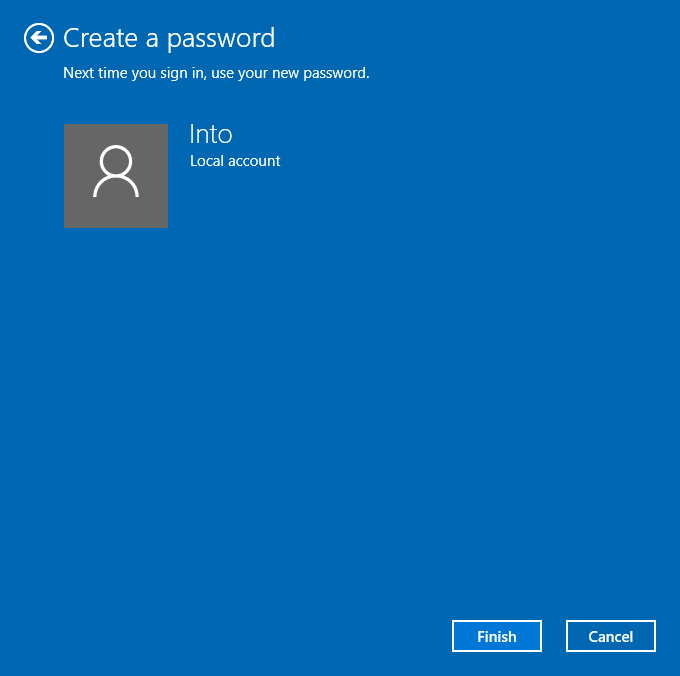 Create a password
Next time you sign in, use your new password.
Into
Local account
Finish
Cancel